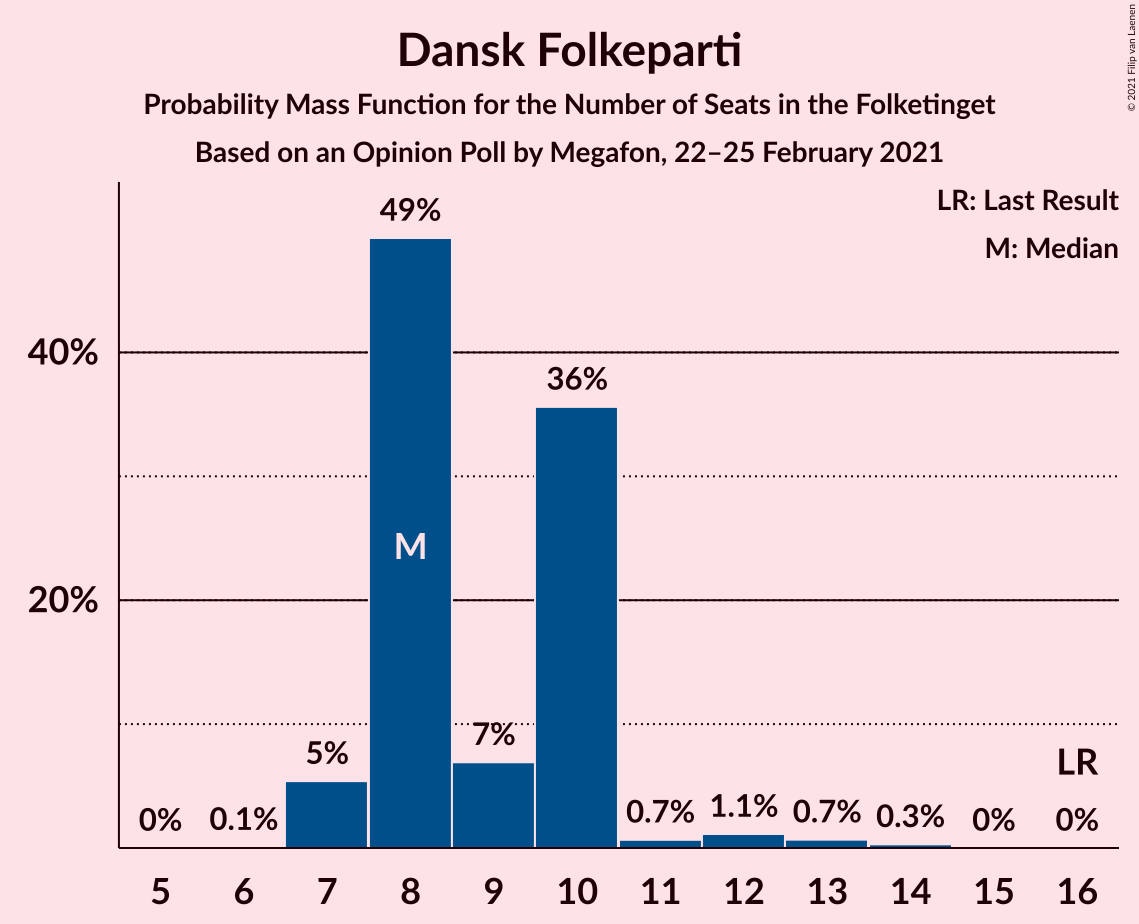 Dansk Folkeparti
Probability Mass Function for the Number of Seats in the Folketinget
Based on an Opinion Poll by Megafon, 22–25 February 2021
© 2021 Filip van Laenen
LR: Last Result
M: Median
49%
40%
36%
M
20%
7%
5%
LR
0% 0.1% 0.7% 1.1% 0.7% 0.3% 0% 0%
5 6 7 8 9 10 11 12 13 14 15 16